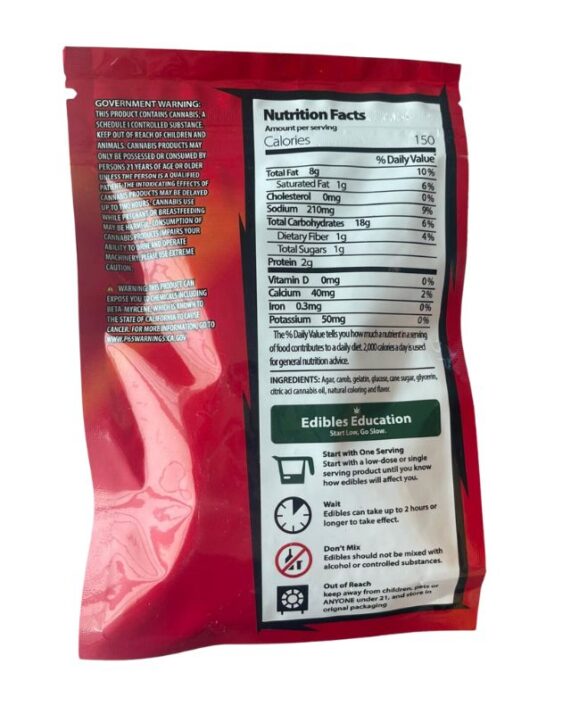 GOVERNMENT WARNING:
THIS PRODUCT CONTAINS CANNABIS, A
SCHEDULE I CONTROLLED SUBSTANCE.
KEEP OUT OF REACH OF CHILDREN AND
ANIMALS. CANNABIS PRODUCTS MAY
ONLY BE POSSESSED OR CONSUMED BY
PERSONS 21 YEARS OF AGE OR OLDER
UNLESS THE PERSON IS A QUALIFIED
PATIENT. THE INTOXICATING EFFECTS OF
CANNABIS PRODUCTS MAY BE DELAYED
UP TO TWO HOURS. CANNABIS USE
WHILE PREGNANT OR BREASTFEEDING
MAY BE HARMFUL. CONSUMPTION OF
CANNABIS PRODUCTS IMPAIRS YOUR
ABILITY TO DRIVE AND OPERATE
MACHINERY. PLEASE USE EXTREME
CAUTION.
WARNING: THIS PRODUCT CAN
EXPOSE YOU TO CHEMICALS INCLUDING
BETA-MYRCENE, WHICH IS KNOWN TO
THE STATE OF CALIFORNIA TO CAUSE
CANCER. FOR MORE INFORMATION, GO TO
WWW.P65WARNINGS.CA.GOV
Nutrition Facts
Amount per serving
Calories 150
% Daily Value
Total Fat 8g 10%
Saturated Fat 1g 6%
Cholesterol 0mg 0%
Sodium 210mg 9%
Total Carbohydrates 18g 6%
Dietary Fiber 1g 4%
Total Sugars 1g
Protein 2g
Vitamin D 0mg 0%
Calcium 40mg 2%
Iron 0.3mg 0%
Potassium 50mg 0%
The % Daily Value tells you how much a nutrient in a serving
of food contributes to a daily diet. 2,000 calories a day is used
for general nutrition advice.
INGREDIENTS: Agar, carob, gelatin, glucose, cane sugar, glycerin,
citric aci cannabis oil, natural coloring and flavor.
Edibles Education
Start Low, Go Slow.
Start with One Serving
Start with a low-dose or single
serving product until you know
how edibles will affect you.
Wait
Edibles can take up to 2 hours or
longer to take effect.
Don't Mix
Edibles should not be mixed with
alcohol or controlled substances.
Out of Reach
keep away from children, pets or
ANYONE under 21, and store in
orignal packaging